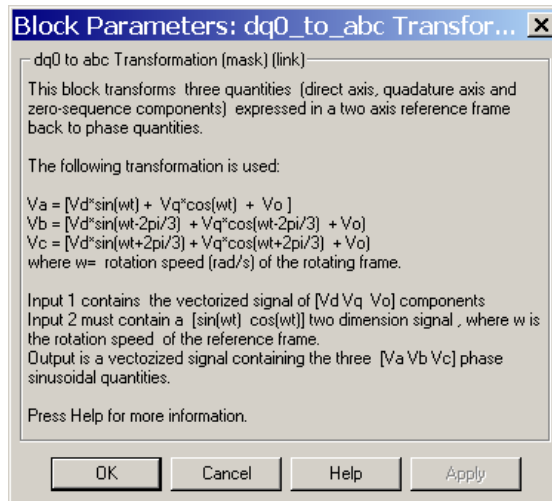 Block Parameters: dq0_to_abc Transfor...
dq0 to abc Transformation (mask) (link)
This block transforms three quantities (direct axis, quadature axis and
zero-sequence components) expressed in a two axis reference frame
back to phase quantities.
The following transformation is used:
Va = [Vd*sin(wt) + Vq*cos(wt) + Vo ]
Vb = [Vd*sin(wt-2pi/3) + Vq*cos(wt-2pi/3) + Vo)
Vc = [Vd*sin(wt+2pi/3) + Vq*cos(wt+2pi/3) + Vo)
where w= rotation speed (rad/s) of the rotating frame.
Input 1 contains the vectorized signal of [Vd Vq Vo] components
Input 2 must contain a [sin(wt) cos(wt)] two dimension signal , where w is
the rotation speed of the reference frame.
Output is a vectozized signal containing the three [Va Vb Vc] phase
sinusoidal quantities.
Press Help for more information.
OK Cancel Help Apply